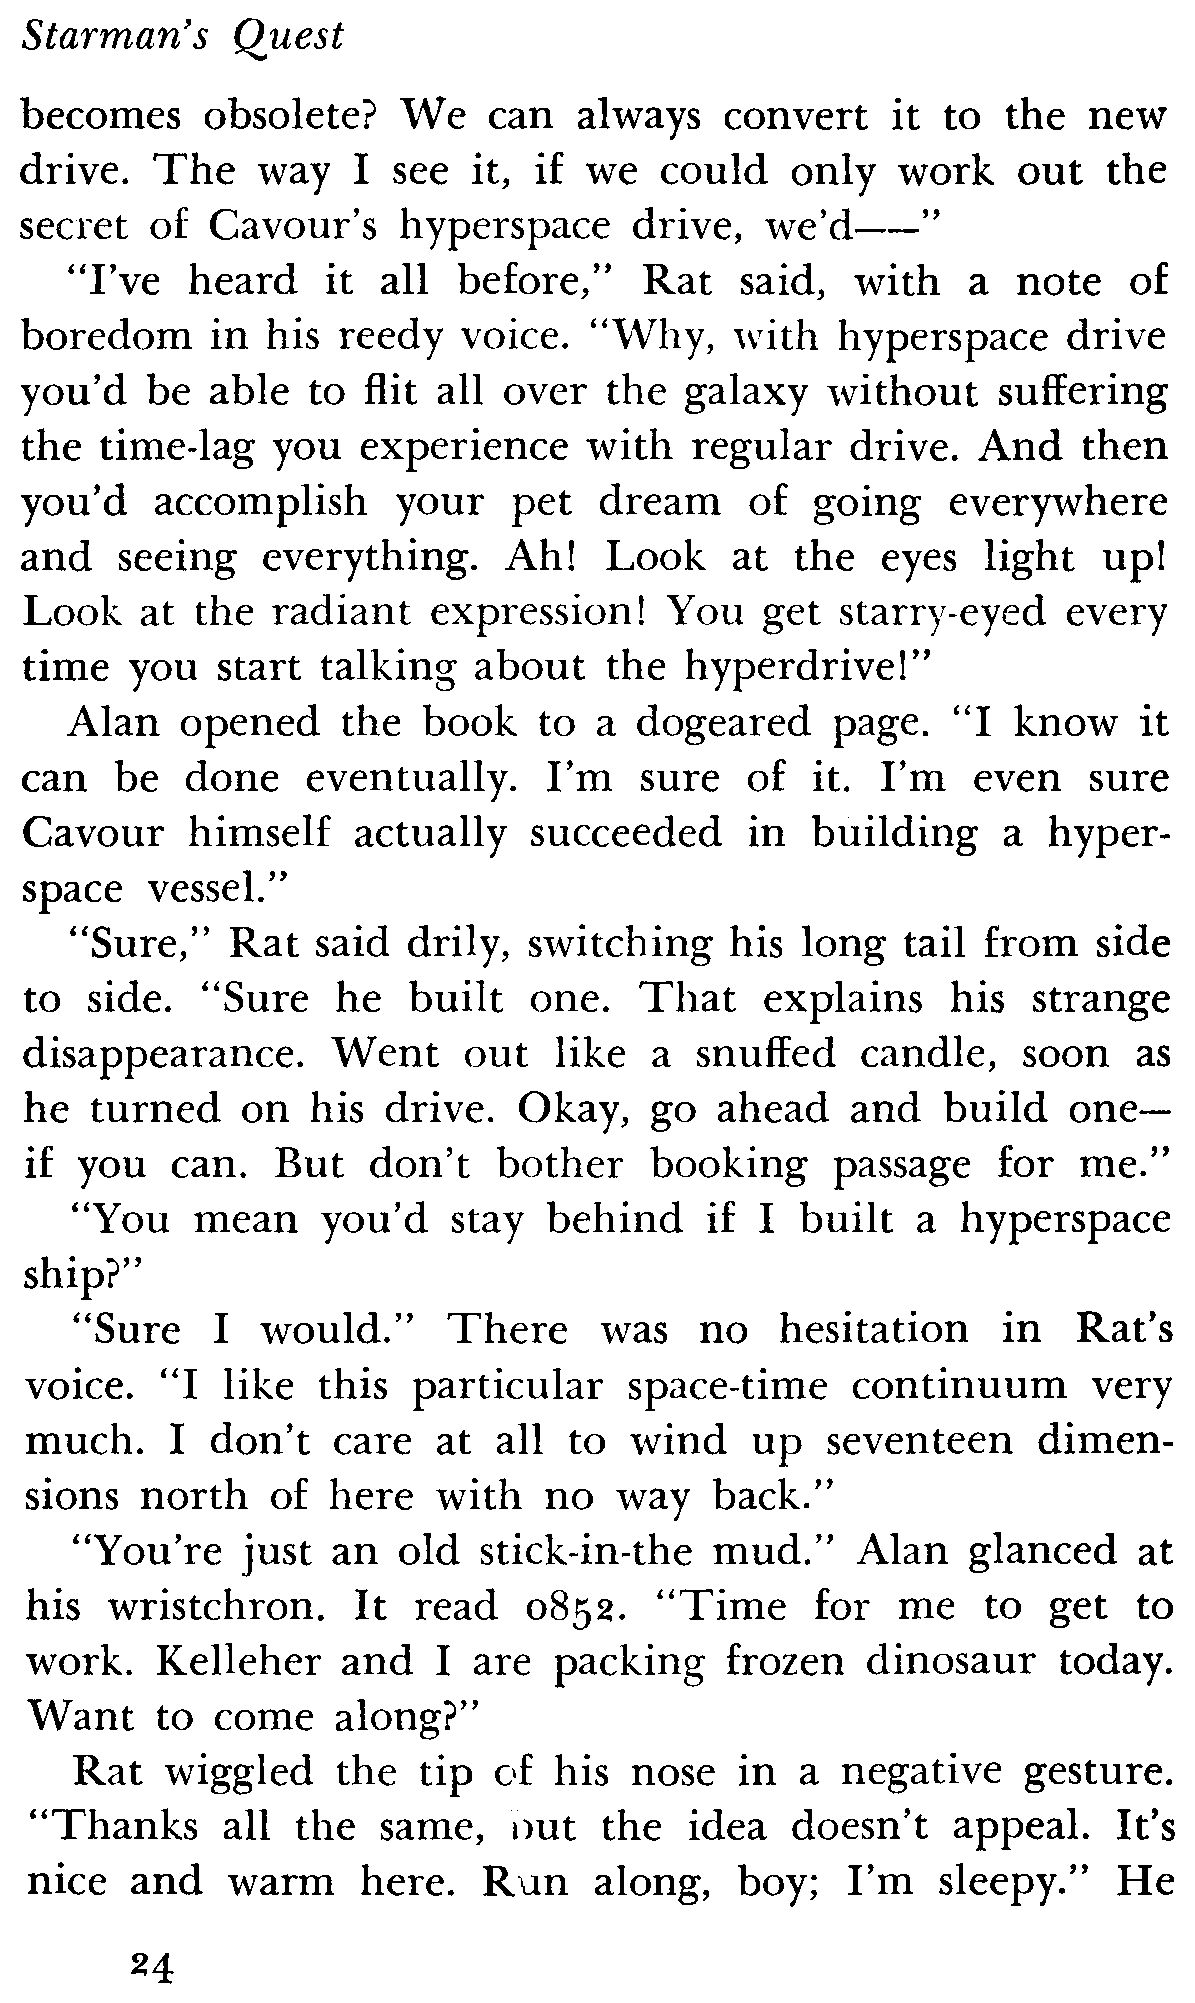 Starman's Quest
becomes obsolete? We can always convert it to the new
drive. The way I see it, if we could only work out the
secret of Cavour's hyperspace drive, we'd——"
"I've heard it all before," Rat said, with a note of
boredom in his reedy voice. "Why, with hyperspace drive
you'd be able to flit all over the galaxy without suffering
the time-lag you experience with regular drive. And then
you'd accomplish your pet dream of going everywhere
and seeing everything. Ah! Look at the eyes light up!
Look at the radiant expression! You get starry-eyed every
time you start talking about the hyperdrive!"
Alan opened the book to a dogeared page. "I know it
can be done eventually. I'm sure of it. I'm even sure
Cavour himself actually succeeded in building a hyper-
space vessel."
"Sure," Rat said drily, switching his long tail from side
to side. "Sure he built one. That explains his strange
disappearance. Went out like a snuffed candle, soon as
he turned on his drive. Okay, go ahead and build one—
if you can. But don't bother booking passage for me."
"You mean you'd stay behind if I built a hyperspace
ship?"
"Sure I would." There was no hesitation in Rat's
voice. "I like this particular space-time continuum very
much. I don't care at all to wind up seventeen dimen-
sions north of here with no way back."
"You're just an old stick-in-the mud." Alan glanced at
his wristchron. It read 0852. "Time for me to get to
work. Kelleher and I are packing frozen dinosaur today.
Want to come along?"
Rat wiggled the tip of his nose in a negative gesture.
"Thanks all the same, but the idea doesn't appeal. It's
nice and warm here. Run along, boy; I'm sleepy." He
24